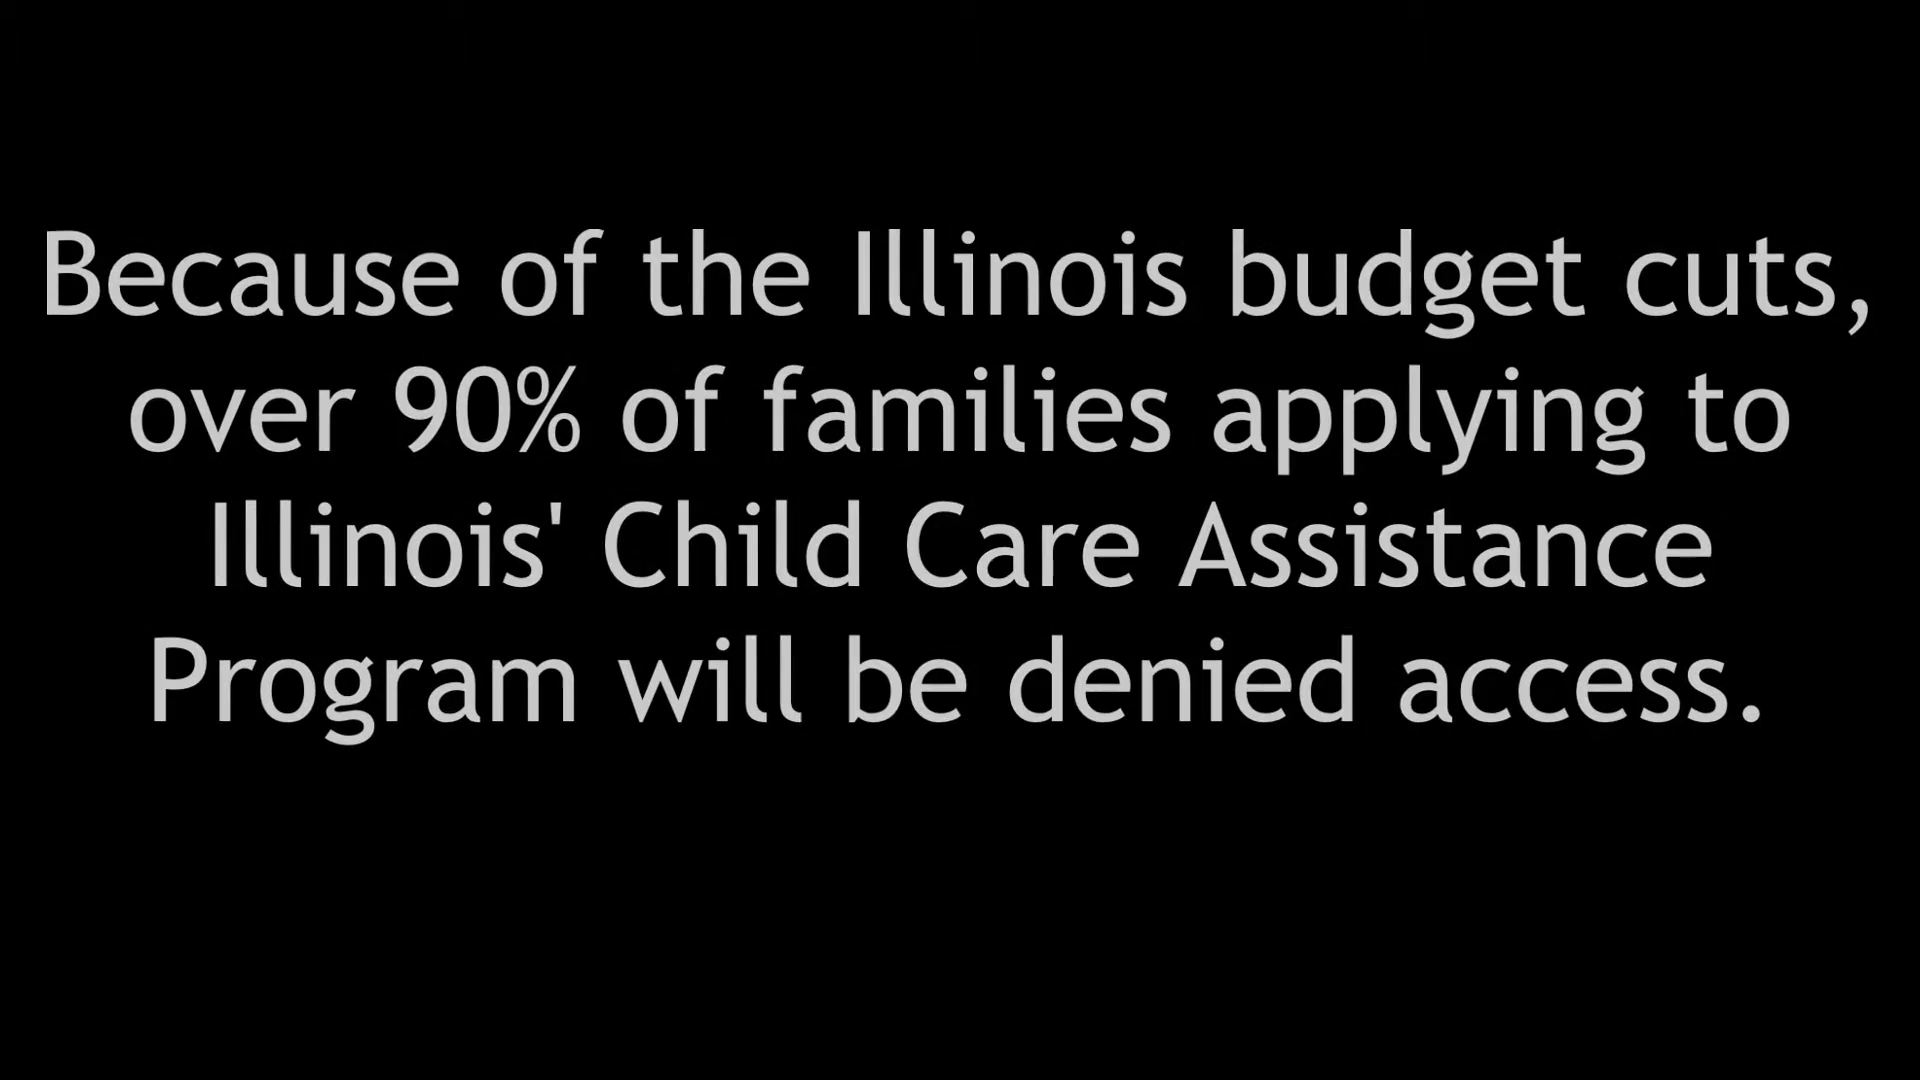 Because of the Illinois budget cuts,
over 90% of families applying to
Illinois' Child Care Assistance
Program will be denied access.